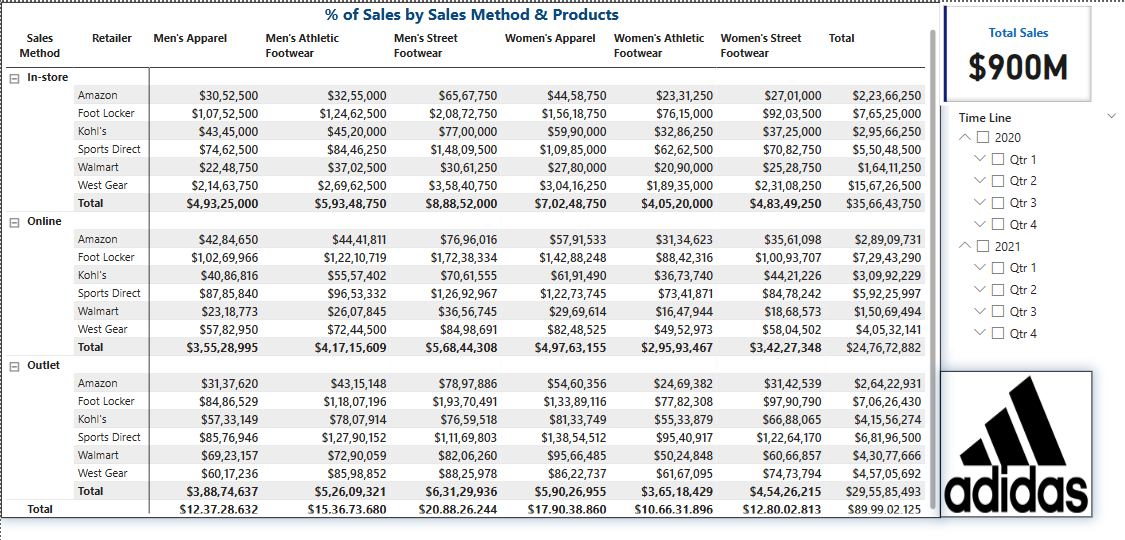 % of Sales by Sales Method & Products
Sales Method Retailer Men's Apparel Men's Athletic Footwear Men's Street Footwear Women's Apparel Women's Athletic Footwear Women's Street Footwear Total
In-store
Amazon $30,52,500 $32,55,000 $65,67,750 $44,58,750 $23,31,250 $27,01,000 $2,23,66,250
Foot Locker $1,07,52,500 $1,24,62,500 $2,08,72,750 $1,56,18,750 $76,15,000 $92,03,500 $7,65,25,000
Kohl's $43,45,000 $45,20,000 $77,00,000 $59,90,000 $32,86,250 $37,25,000 $2,95,66,250
Sports Direct $74,62,500 $84,46,250 $1,48,09,500 $1,09,85,000 $62,62,500 $70,82,750 $5,50,48,500
Walmart $22,48,750 $37,02,500 $30,61,250 $27,80,000 $20,90,000 $25,28,750 $1,64,11,250
West Gear $2,14,63,750 $2,69,62,500 $3,58,40,750 $3,04,16,250 $1,89,35,000 $2,31,08,250 $15,67,26,500
Total $4,93,25,000 $5,93,48,750 $8,88,52,000 $7,02,48,750 $4,05,20,000 $4,83,49,250 $35,66,43,750
Online
Amazon $42,84,650 $44,41,811 $76,96,016 $57,91,533 $31,34,623 $35,61,098 $2,89,09,731
Foot Locker $1,02,69,966 $1,22,10,719 $1,72,38,334 $1,42,88,248 $88,42,316 $1,00,93,707 $7,29,43,290
Kohl's $40,86,816 $55,57,402 $70,61,555 $61,91,490 $36,73,740 $44,21,226 $3,09,92,229
Sports Direct $87,85,840 $96,53,332 $1,26,92,967 $1,22,73,745 $73,41,871 $84,78,242 $5,92,25,997
Walmart $23,18,773 $26,07,845 $36,56,745 $29,69,614 $16,47,944 $18,68,573 $1,50,69,494
West Gear $57,82,950 $72,44,500 $84,98,691 $82,48,525 $49,52,973 $58,04,502 $4,05,32,141
Total $3,55,28,995 $4,17,15,609 $5,68,44,308 $4,97,63,155 $2,95,93,467 $3,42,27,348 $24,76,72,882
Outlet
Amazon $31,37,620 $43,15,148 $78,97,886 $54,60,356 $24,69,382 $31,42,539 $2,64,22,931
Foot Locker $84,86,529 $1,18,07,196 $1,93,70,491 $1,33,89,116 $77,82,308 $97,90,790 $7,06,26,430
Kohl's $57,33,149 $78,07,914 $76,59,518 $81,33,749 $55,33,879 $66,88,065 $4,15,56,274
Sports Direct $85,76,946 $1,27,90,152 $1,11,69,803 $1,38,54,512 $95,40,917 $1,22,64,170 $6,81,96,500
Walmart $69,23,157 $72,90,059 $82,06,260 $95,66,485 $50,24,848 $60,66,857 $4,30,77,666
West Gear $60,17,236 $85,98,852 $88,25,978 $86,22,737 $61,67,095 $74,73,794 $4,57,05,692
Total $3,88,74,637 $5,26,09,321 $6,31,29,936 $5,90,26,955 $3,65,18,429 $4,54,26,215 $29,55,85,493
Total $12,37,28,632 $15,36,73,680 $20,88,26,244 $17,90,38,860 $10,66,31,896 $12,80,02,813 $89,99,02,125
Total Sales
$900M
Time Line
2020
Qtr 1
Qtr 2
Qtr 3
Qtr 4
2021
Qtr 1
Qtr 2
Qtr 3
Qtr 4
adidas